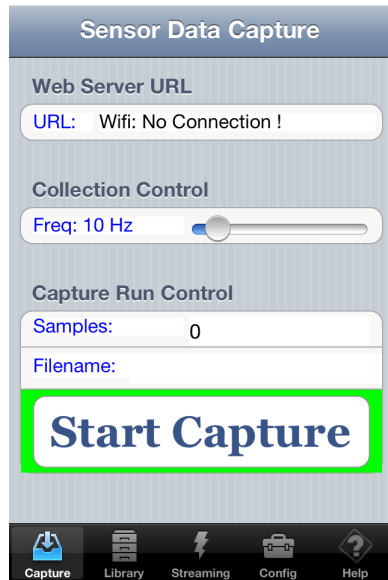 Sensor Data Capture
Web Server URL
URL: Wifi: No Connection !
Collection Control
Freq: 10 Hz
Capture Run Control
Samples: 0
Filename:
Start Capture
Capture Library Streaming Config Help